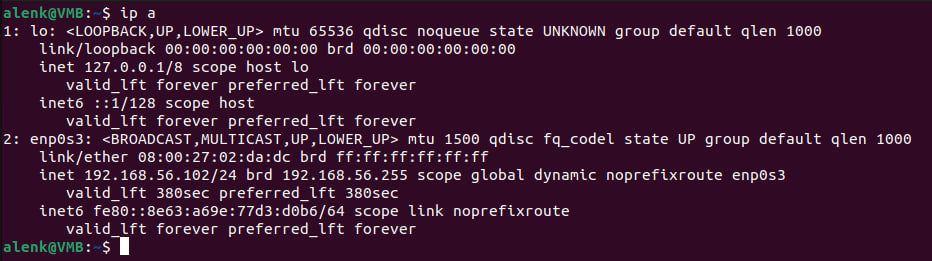 alenk@VMB:~$ ip a
1: lo: <LOOPBACK,UP,LOWER_UP> mtu 65536 qdisc noqueue state UNKNOWN group default qlen 1000
    link/loopback 00:00:00:00:00:00 brd 00:00:00:00:00:00
    inet 127.0.0.1/8 scope host lo
       valid_lft forever preferred_lft forever
    inet6 ::1/128 scope host
       valid_lft forever preferred_lft forever
2: enp0s3: <BROADCAST,MULTICAST,UP,LOWER_UP> mtu 1500 qdisc fq_codel state UP group default qlen 1000
    link/ether 08:00:27:02:da:dc brd ff:ff:ff:ff:ff:ff
    inet 192.168.56.102/24 brd 192.168.56.255 scope global dynamic noprefixroute enp0s3
       valid_lft 380sec preferred_lft 380sec
    inet6 fe80::8e63:a69e:77d3:d0b6/64 scope link noprefixroute
       valid_lft forever preferred_lft forever
alenk@VMB:~$